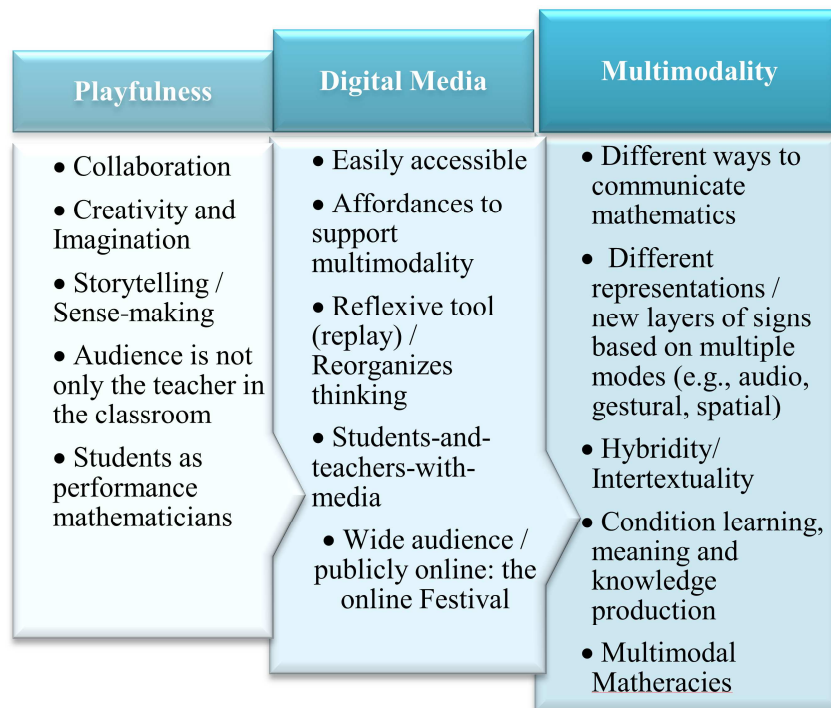 Playfulness
• Collaboration
• Creativity and
Imagination
• Storytelling /
Sense-making
• Audience is not
only the teacher in
the classroom
• Students as
performance
mathematicians
Digital Media
• Easily accessible
• Affordances to
support
multimodality
• Reflexive tool
(replay) /
Reorganizes
thinking
• Students-and-
teachers-with-
media
• Wide audience /
publicly online: the
online Festival
Multimodality
• Different ways to
communicate
mathematics
• Different
representations /
new layers of signs
based on multiple
modes (e.g., audio,
gestural, spatial)
• Hybridity/
Intertextuality
• Condition learning,
meaning and
knowledge
production
• Multimodal
Matheracies